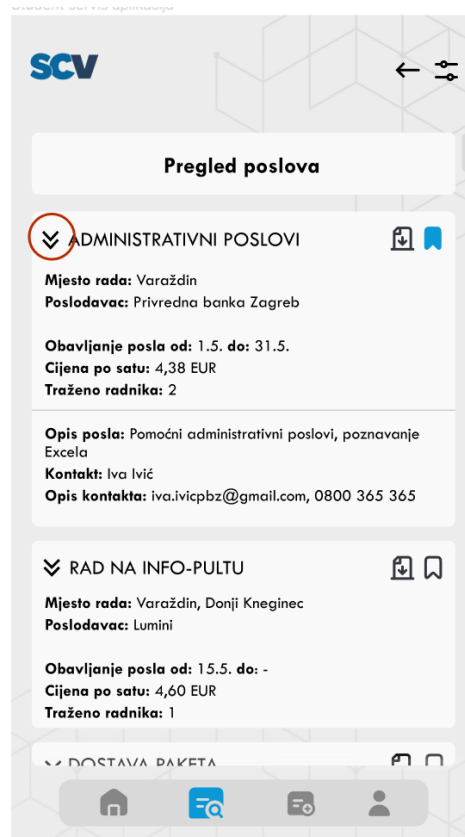 Student servis aplikacija
SCV
Pregled poslova
ADMINISTRATIVNI POSLOVI
Mjesto rada: Varaždin
Poslodavac: Privredna banka Zagreb
Obavljanje posla od: 1.5. do: 31.5.
Cijena po satu: 4,38 EUR
Traženo radnika: 2
Opis posla: Pomoćni administrativni poslovi, poznavanje
Excela
Kontakt: Iva Ivić
Opis kontakta: iva.ivicpbz@gmail.com, 0800 365 365
RAD NA INFO-PULTU
Mjesto rada: Varaždin, Donji Kneginec
Poslodavac: Lumini
Obavljanje posla od: 15.5. do: -
Cijena po satu: 4,60 EUR
Traženo radnika: 1
DOSTAVA PAKETA